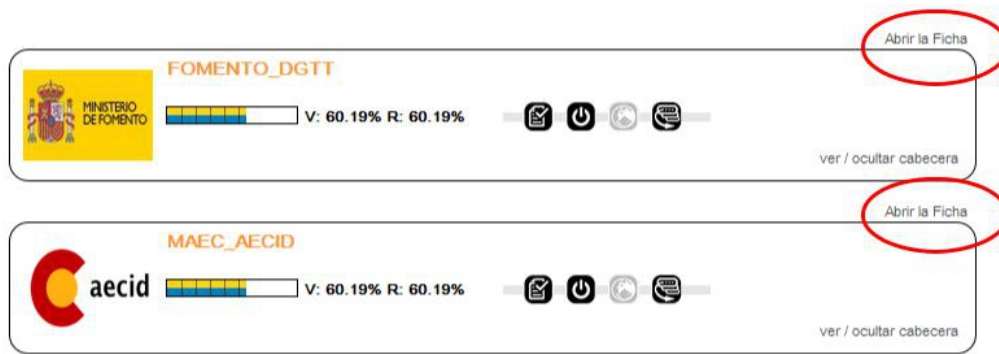 Abrir la Ficha
FOMENTO_DGTT
MINISTERIO
DE FOMENTO
V: 60.19% R: 60.19%
ver / ocultar cabecera
Abrir la Ficha
MAEC_AECID
aecid
V: 60.19% R: 60.19%
ver / ocultar cabecera